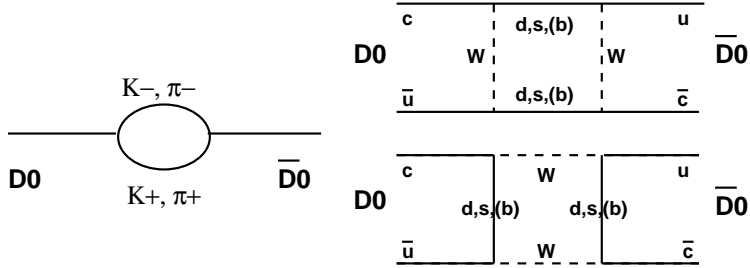 K−, π−
D0
D̅0̅
K+, π+
c
d,s,(b)
u
D0
W
W
D̅0̅
u̅
d,s,(b)
c̅
c
W
u
D0
d,s,(b)
d,s,(b)
D̅0̅
u̅
W
c̅